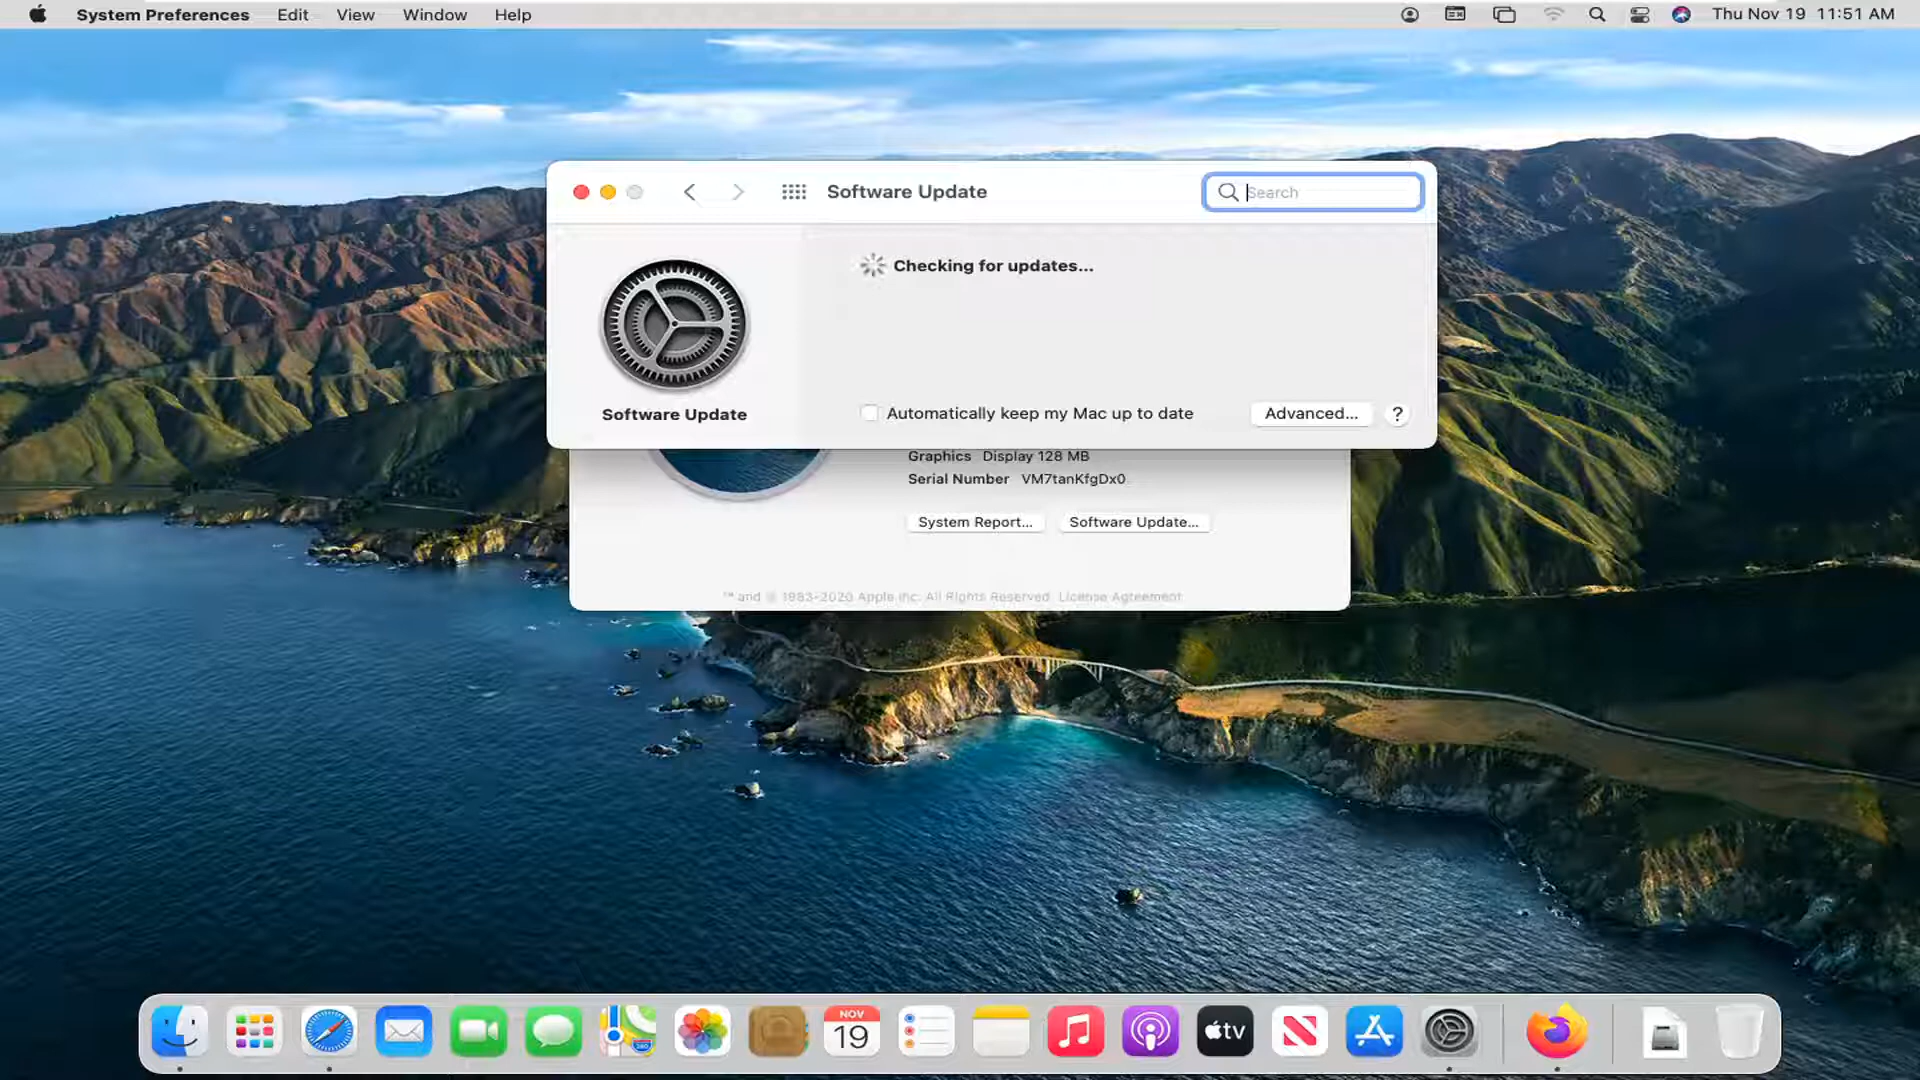 System Preferences Edit View Window Help Thu Nov 19 11:51 AM
Software Update Search
Checking for updates...
Software Update
Automatically keep my Mac up to date Advanced... ?
Graphics Display 128 MB
Serial Number VM7tanKfgDx0
System Report... Software Update...
™ and © 1983-2020 Apple Inc. All Rights Reserved. License Agreement
NOV
19
280
tv